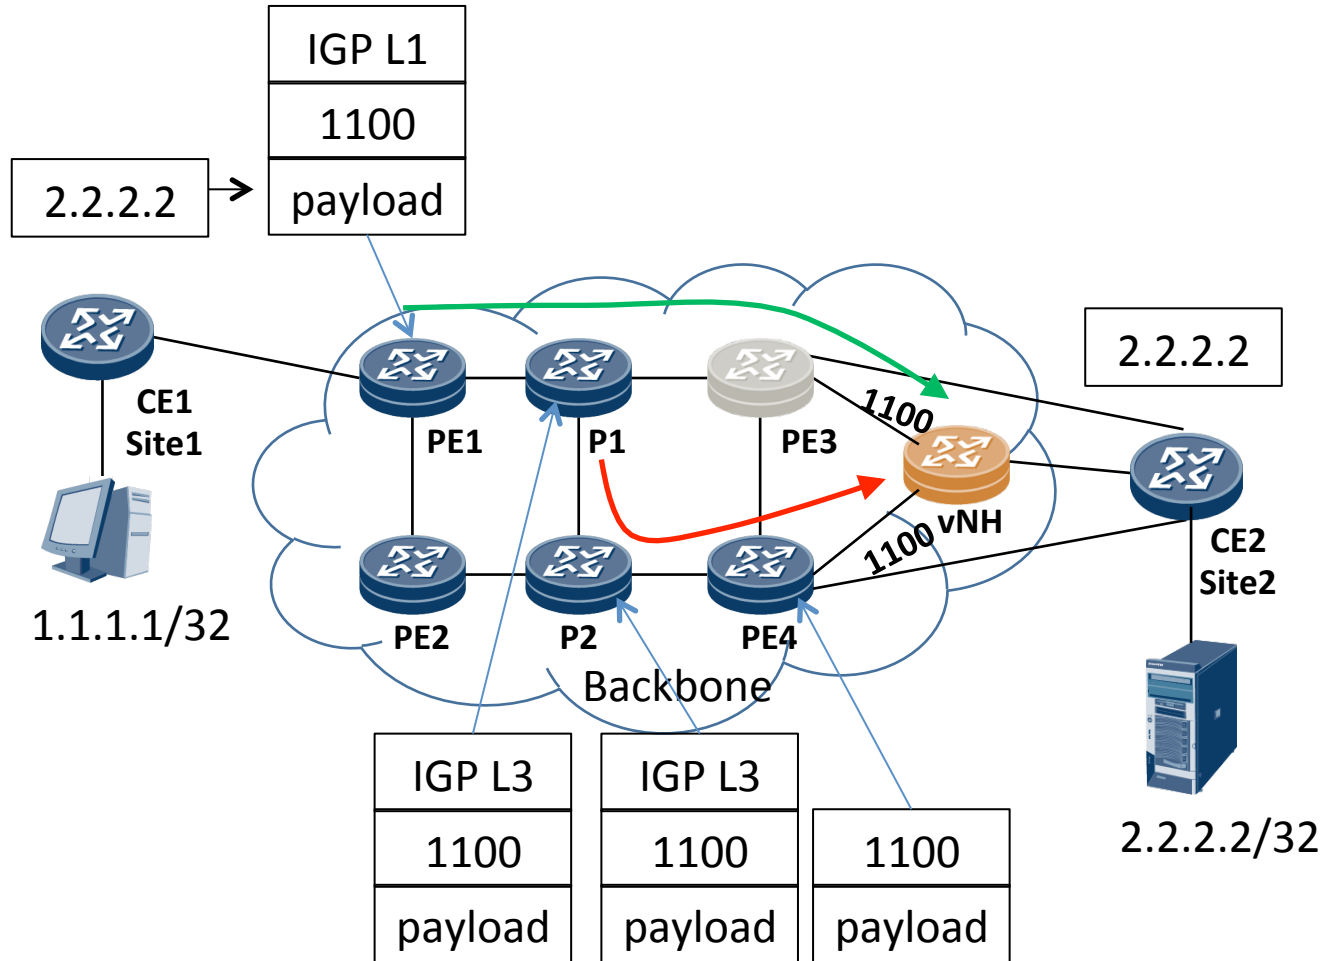 IGP L1
1100
payload
2.2.2.2
2.2.2.2
CE1
Site1
PE1
P1
PE3
1100
vNH
1100
CE2
Site2
1.1.1.1/32
PE2
P2
PE4
Backbone
2.2.2.2/32
IGP L3
1100
payload
IGP L3
1100
payload
1100
payload